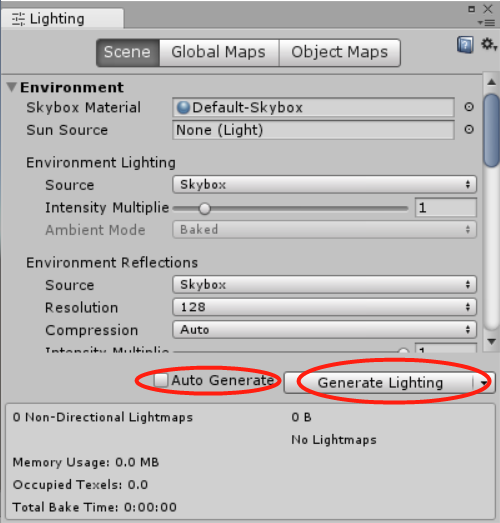 Lighting
Scene Global Maps Object Maps
Environment
Skybox Material Default-Skybox
Sun Source None (Light)
Environment Lighting
Source Skybox
Intensity Multiplie 1
Ambient Mode Baked
Environment Reflections
Source Skybox
Resolution 128
Compression Auto
Intensity Multiplie 1
Auto Generate Generate Lighting
0 Non-Directional Lightmaps 0 B
No Lightmaps
Memory Usage: 0.0 MB
Occupied Texels: 0.0
Total Bake Time: 0:00:00